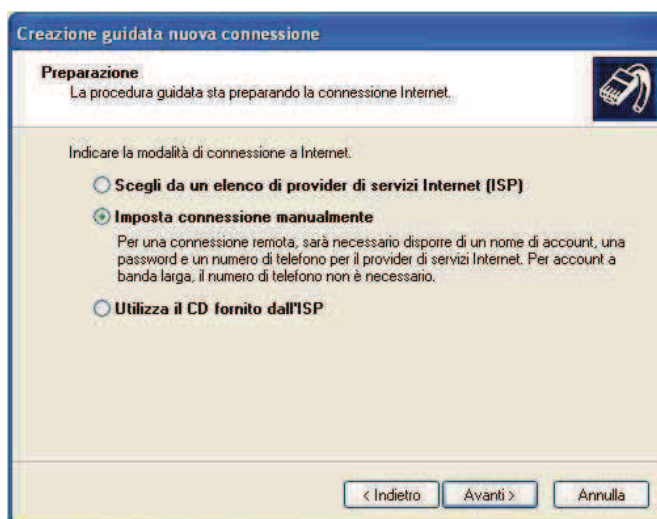 Creazione guidata nuova connessione
Preparazione
La procedura guidata sta preparando la connessione Internet.
Indicare la modalità di connessione a Internet.
Scegli da un elenco di provider di servizi Internet (ISP)
Imposta connessione manualmente
Per una connessione remota, sarà necessario disporre di un nome di account, una
password e un numero di telefono per il provider di servizi Internet. Per account a
banda larga, il numero di telefono non è necessario.
Utilizza il CD fornito dall'ISP
< Indietro Avanti > Annulla